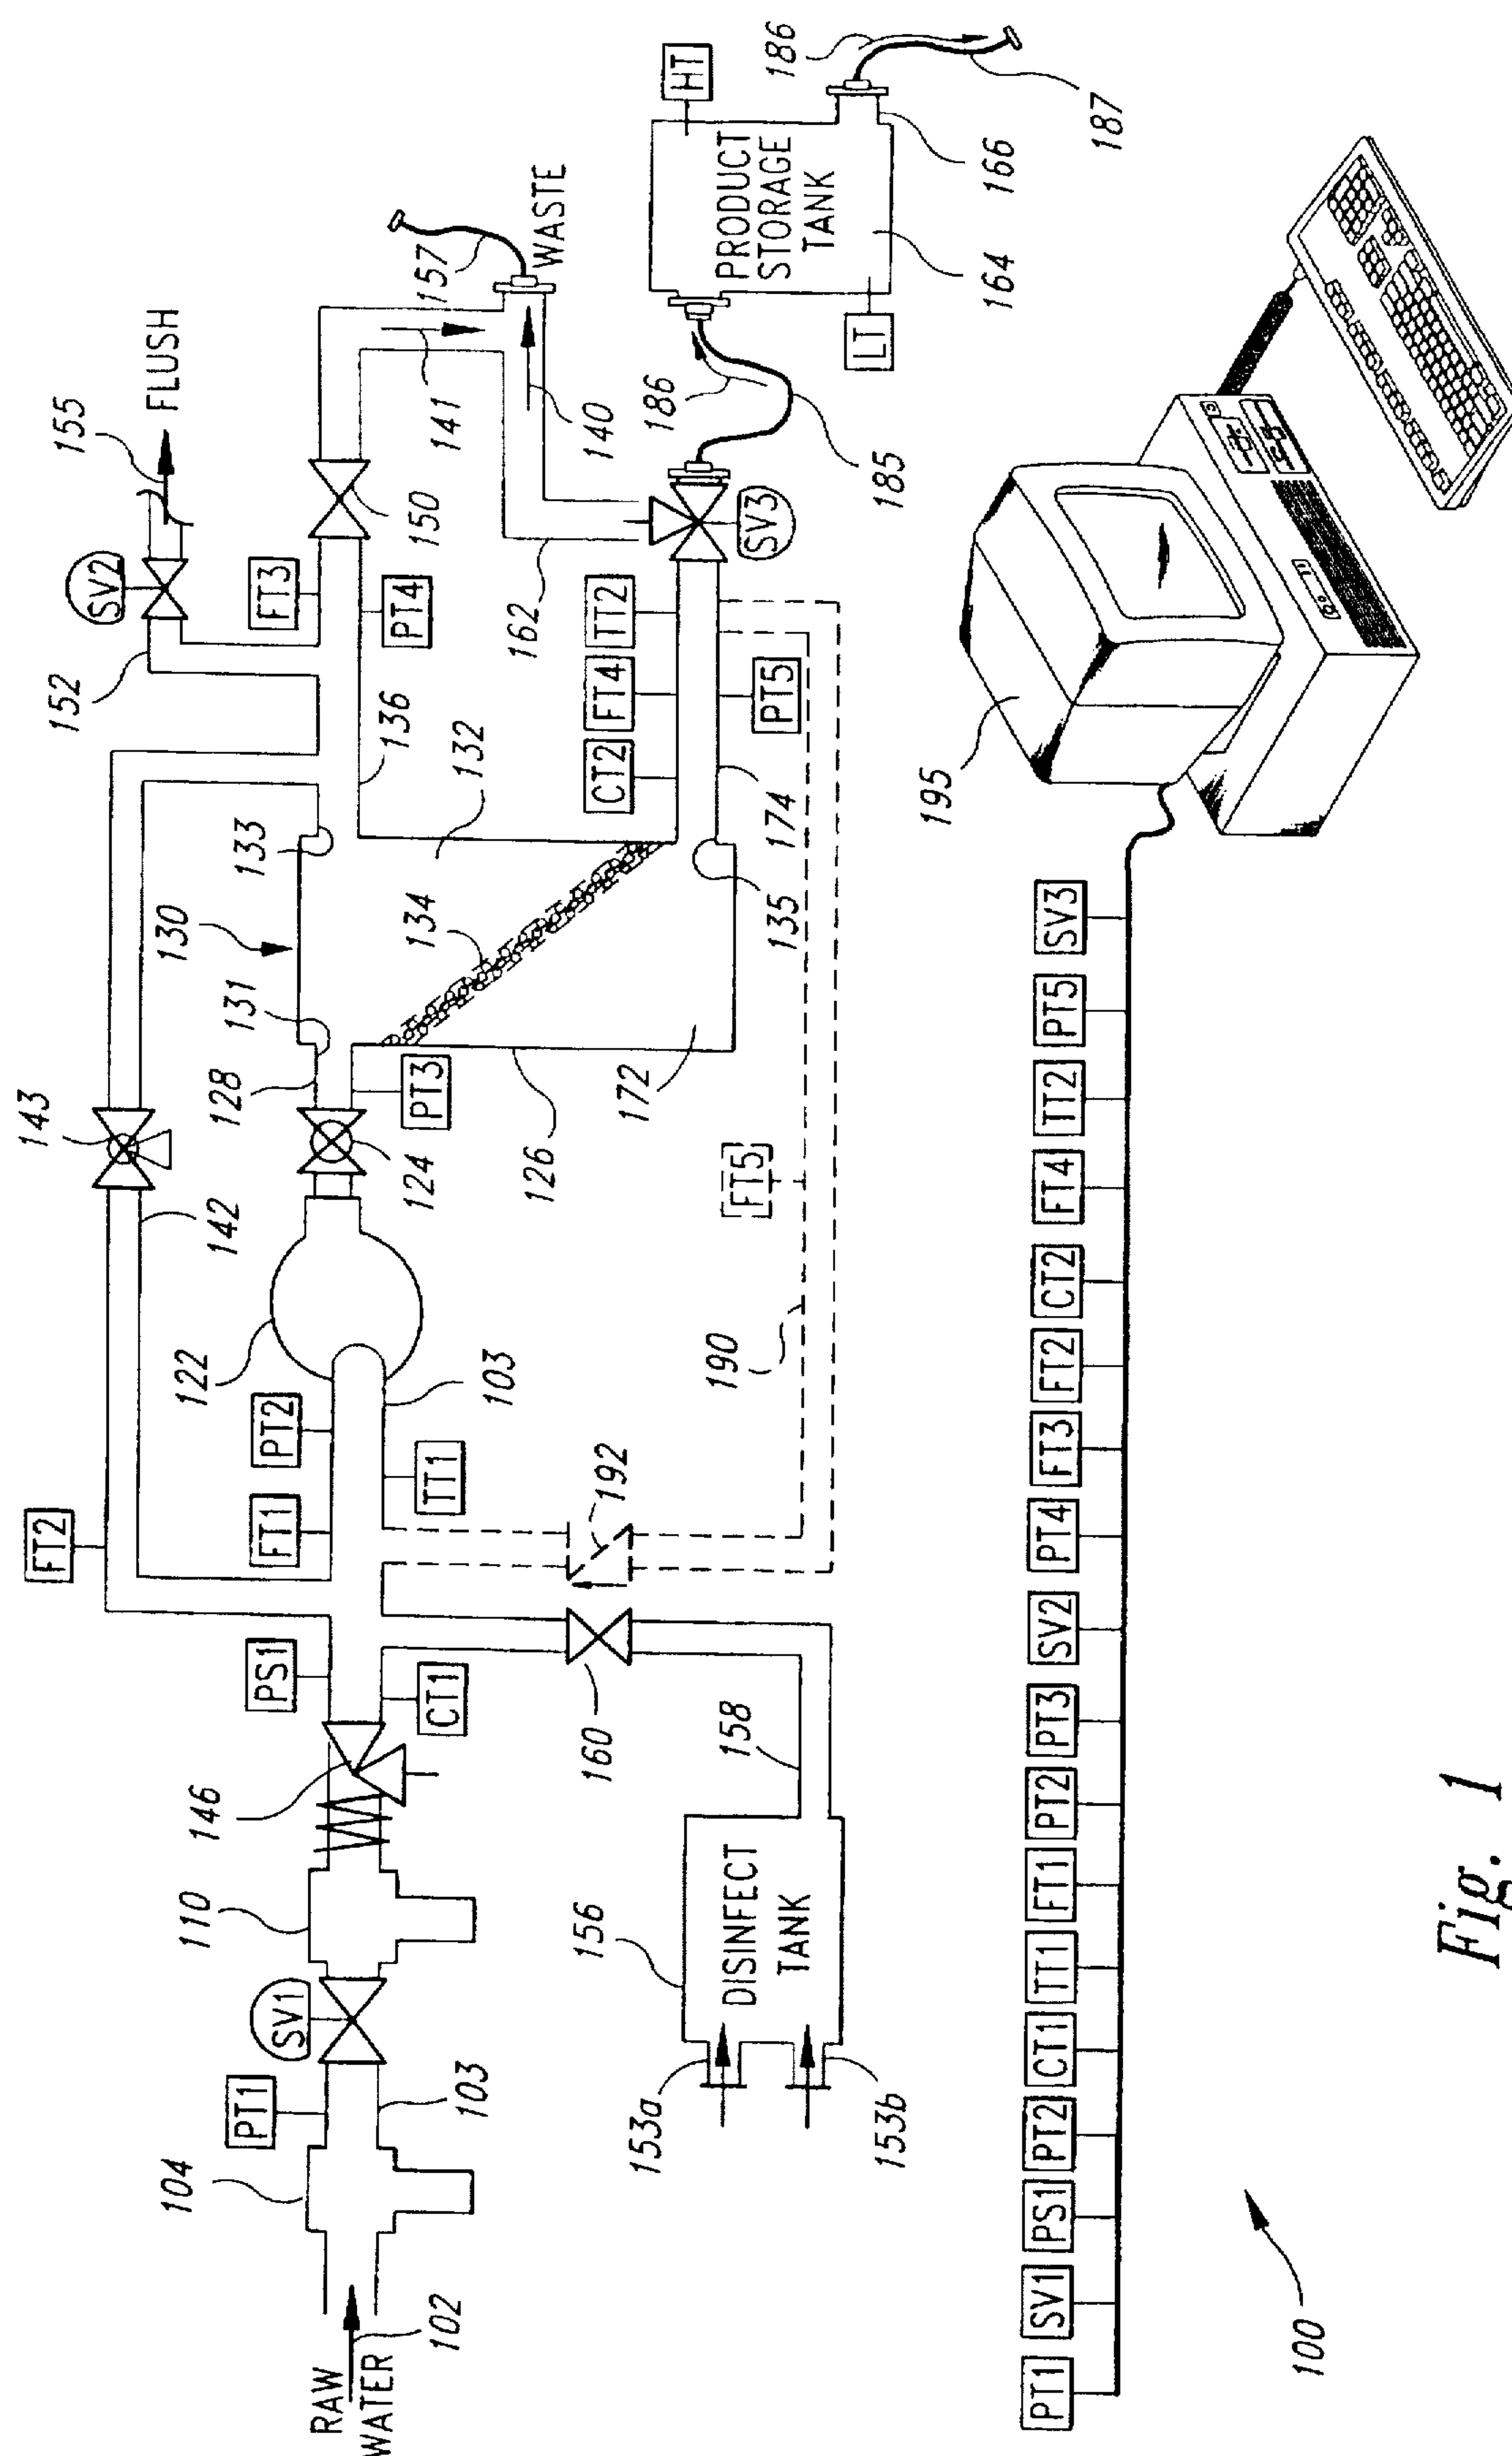 RAW
WATER
102
104
PT1
103
SV1
110
146
PS1
CT1
FT2
FT1
PT2
TT1
103
122
142
143
124
128
131
PT3
126
130
133
134
132
172
135
136
152
SV2
155
FLUSH
FT3
PT4
150
141
140
157
WASTE
162
CT2
FT4
TT2
PT5
174
SV3
185
186
HT
LT
PRODUCT
STORAGE
TANK
164
166
186
187
FT5
190
192
160
158
156
DISINFECT
TANK
153a
153b
195
PT1 SV1 PS1 PT2 CT1 TT1 FT1 PT2 PT3 SV2 PT4 FT3 FT2 CT2 FT4 TT2 PT5 SV3
100
Fig. 1